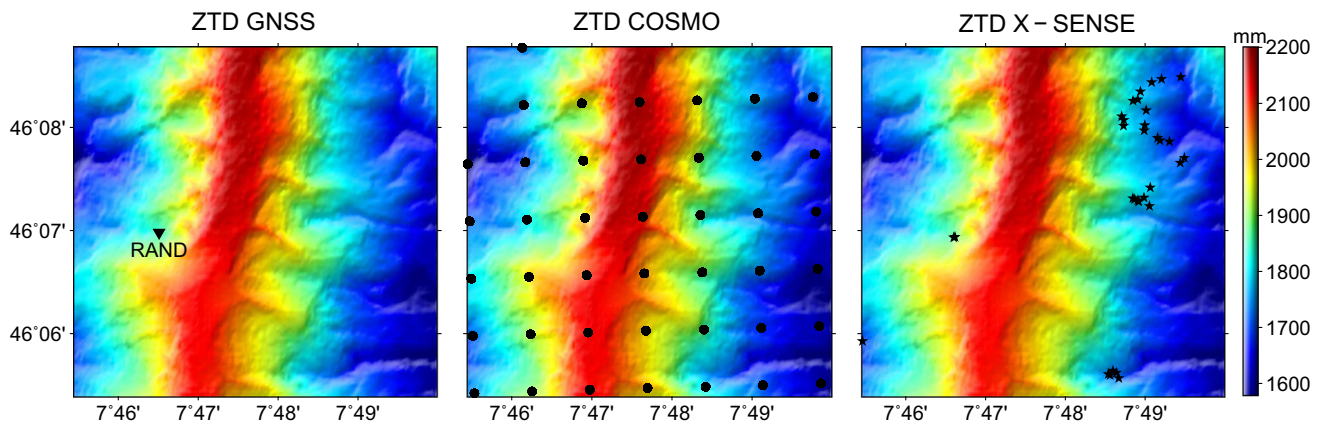 ZTD GNSS
ZTD COSMO
ZTD X – SENSE
mm
2200
2100
2000
1900
1800
1700
1600
46°08'
46°07'
46°06'
RAND
7°46' 7°47' 7°48' 7°49'
7°46' 7°47' 7°48' 7°49'
7°46' 7°47' 7°48' 7°49'